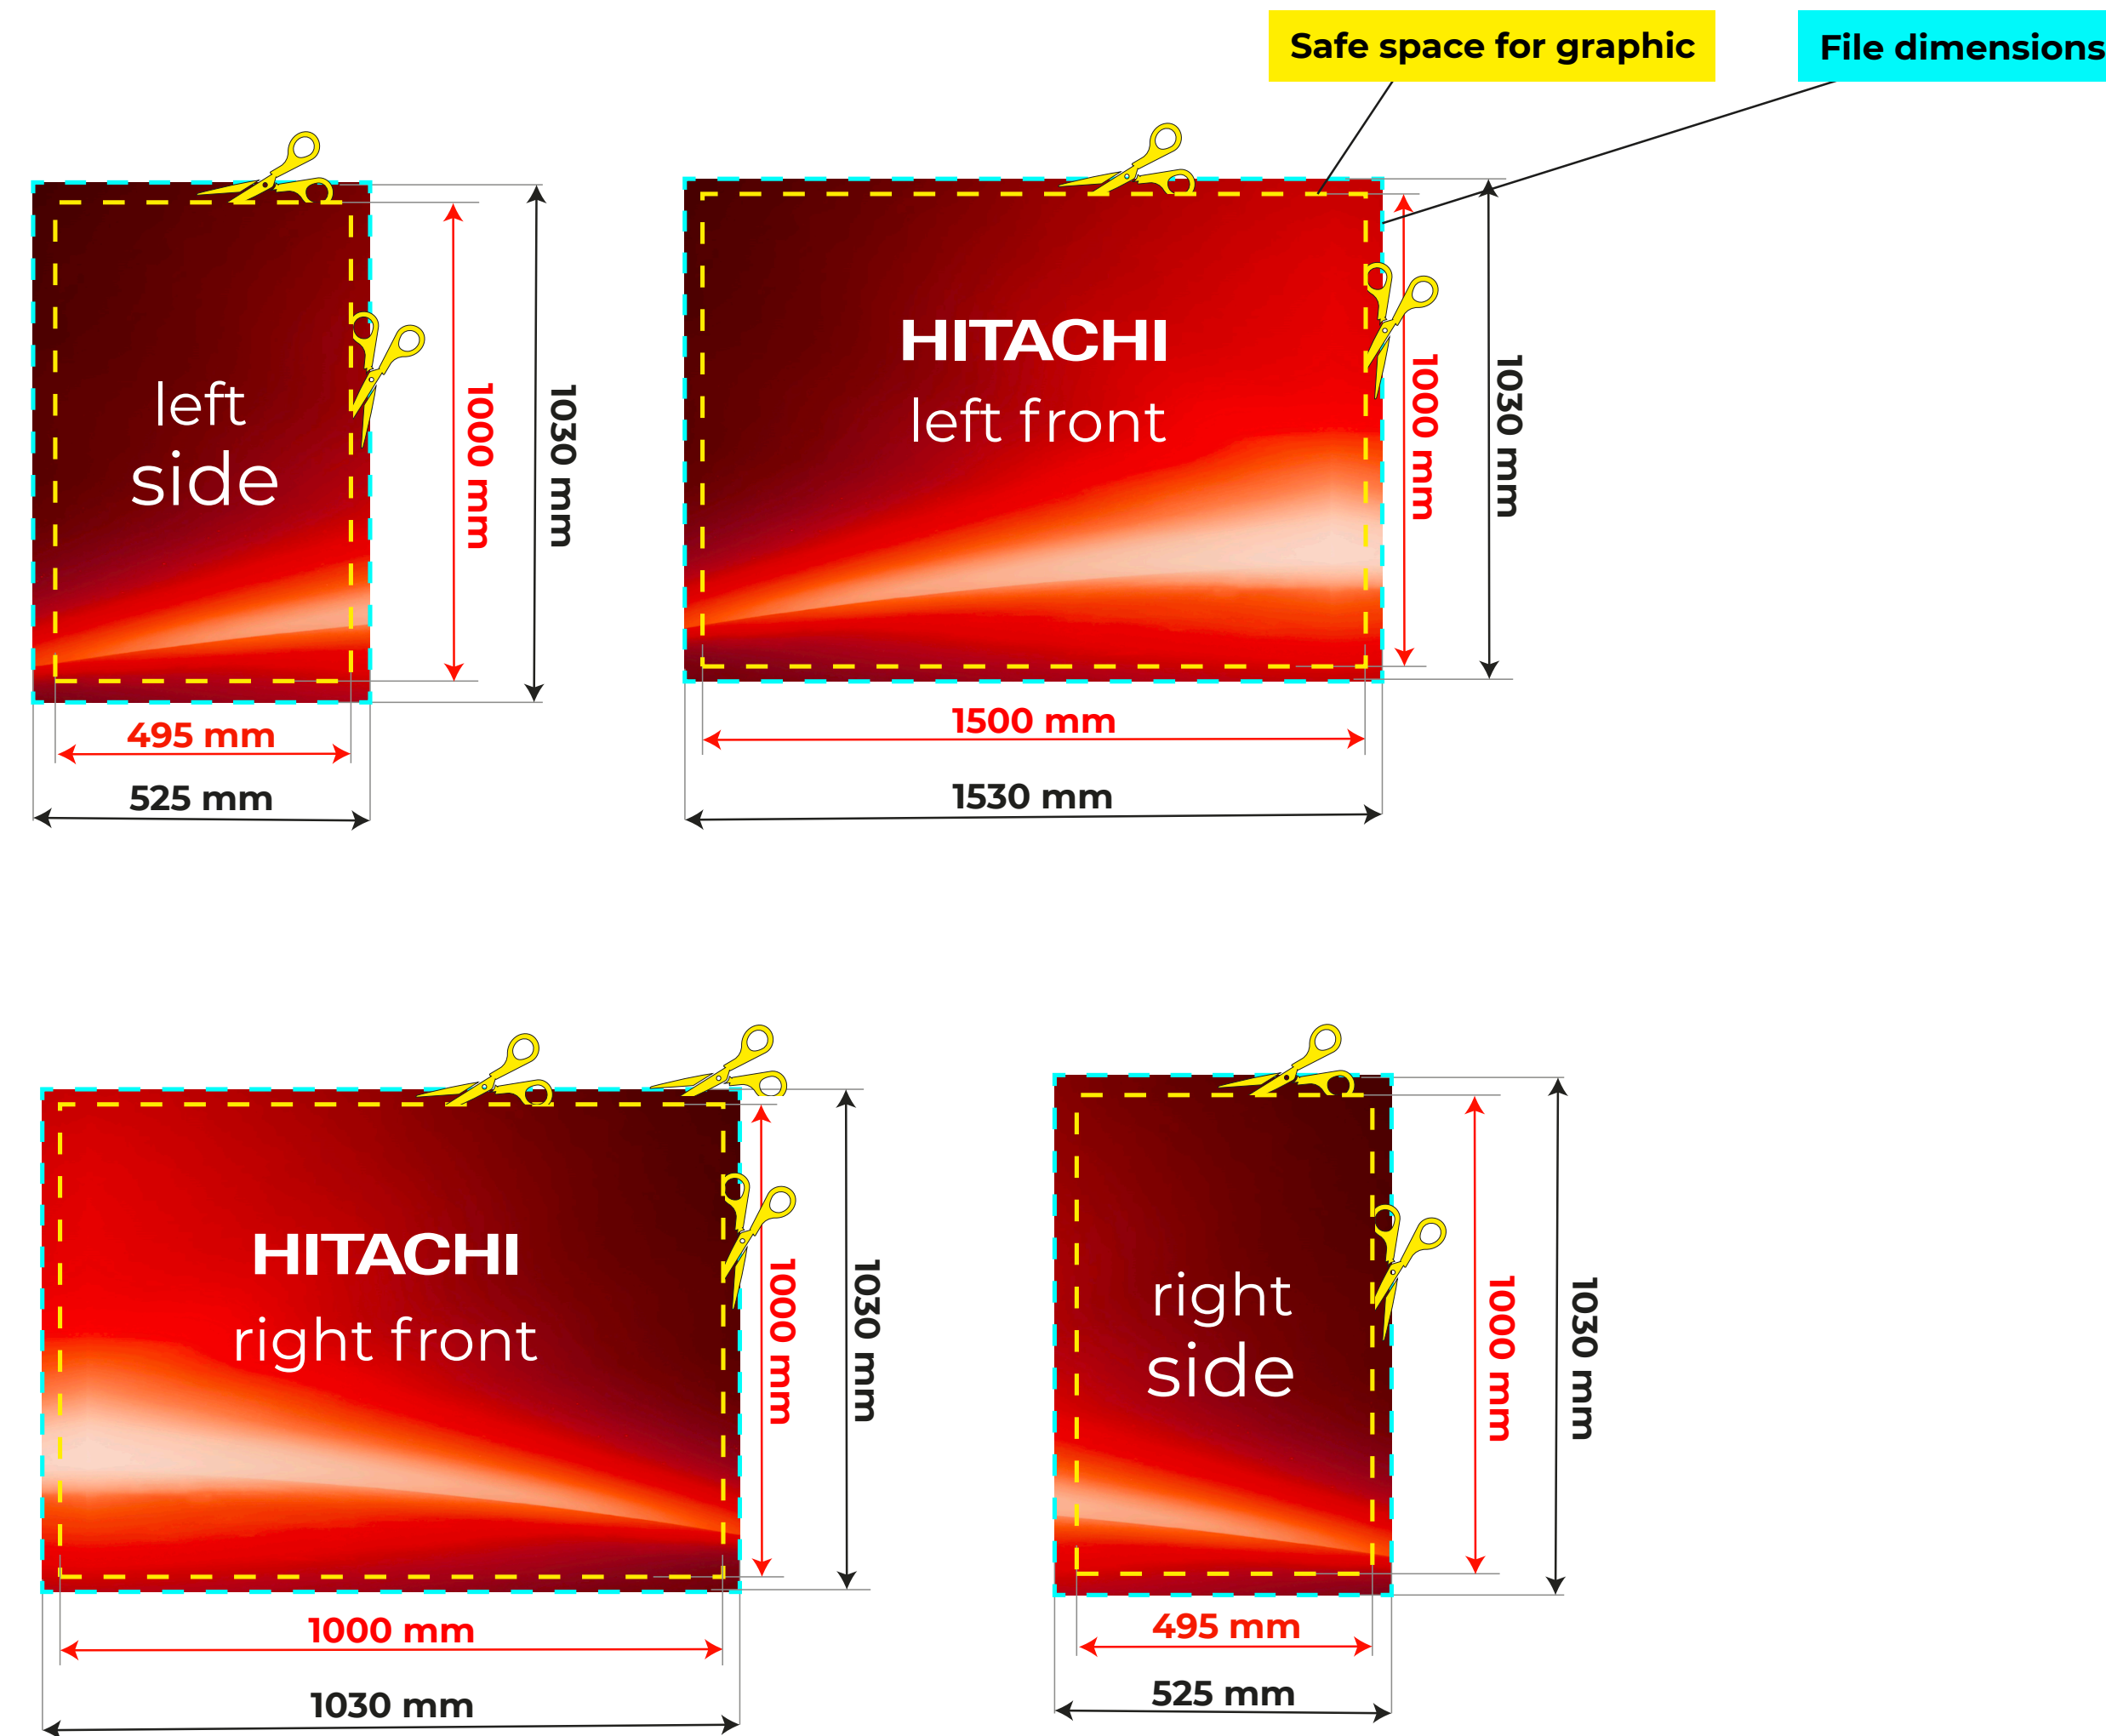 Safe space for graphic
File dimensions
left
side
1000 mm
1030 mm
495 mm
525 mm
HITACHI
left front
1000 mm
1030 mm
1500 mm
1530 mm
HITACHI
right front
1000 mm
1030 mm
1000 mm
1030 mm
right
side
1000 mm
1030 mm
495 mm
525 mm